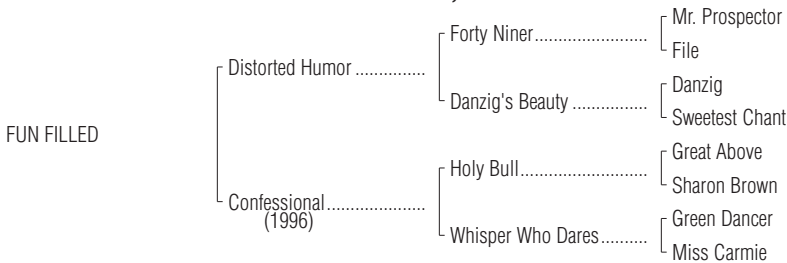 Mr. Prospector
Forty Niner......................
File
Distorted Humor ...............
Danzig
Danzig's Beauty ................
Sweetest Chant
FUN FILLED
Great Above
Holy Bull.........................
Sharon Brown
Confessional....................
(1996)
Green Dancer
Whisper Who Dares..........
Miss Carmie